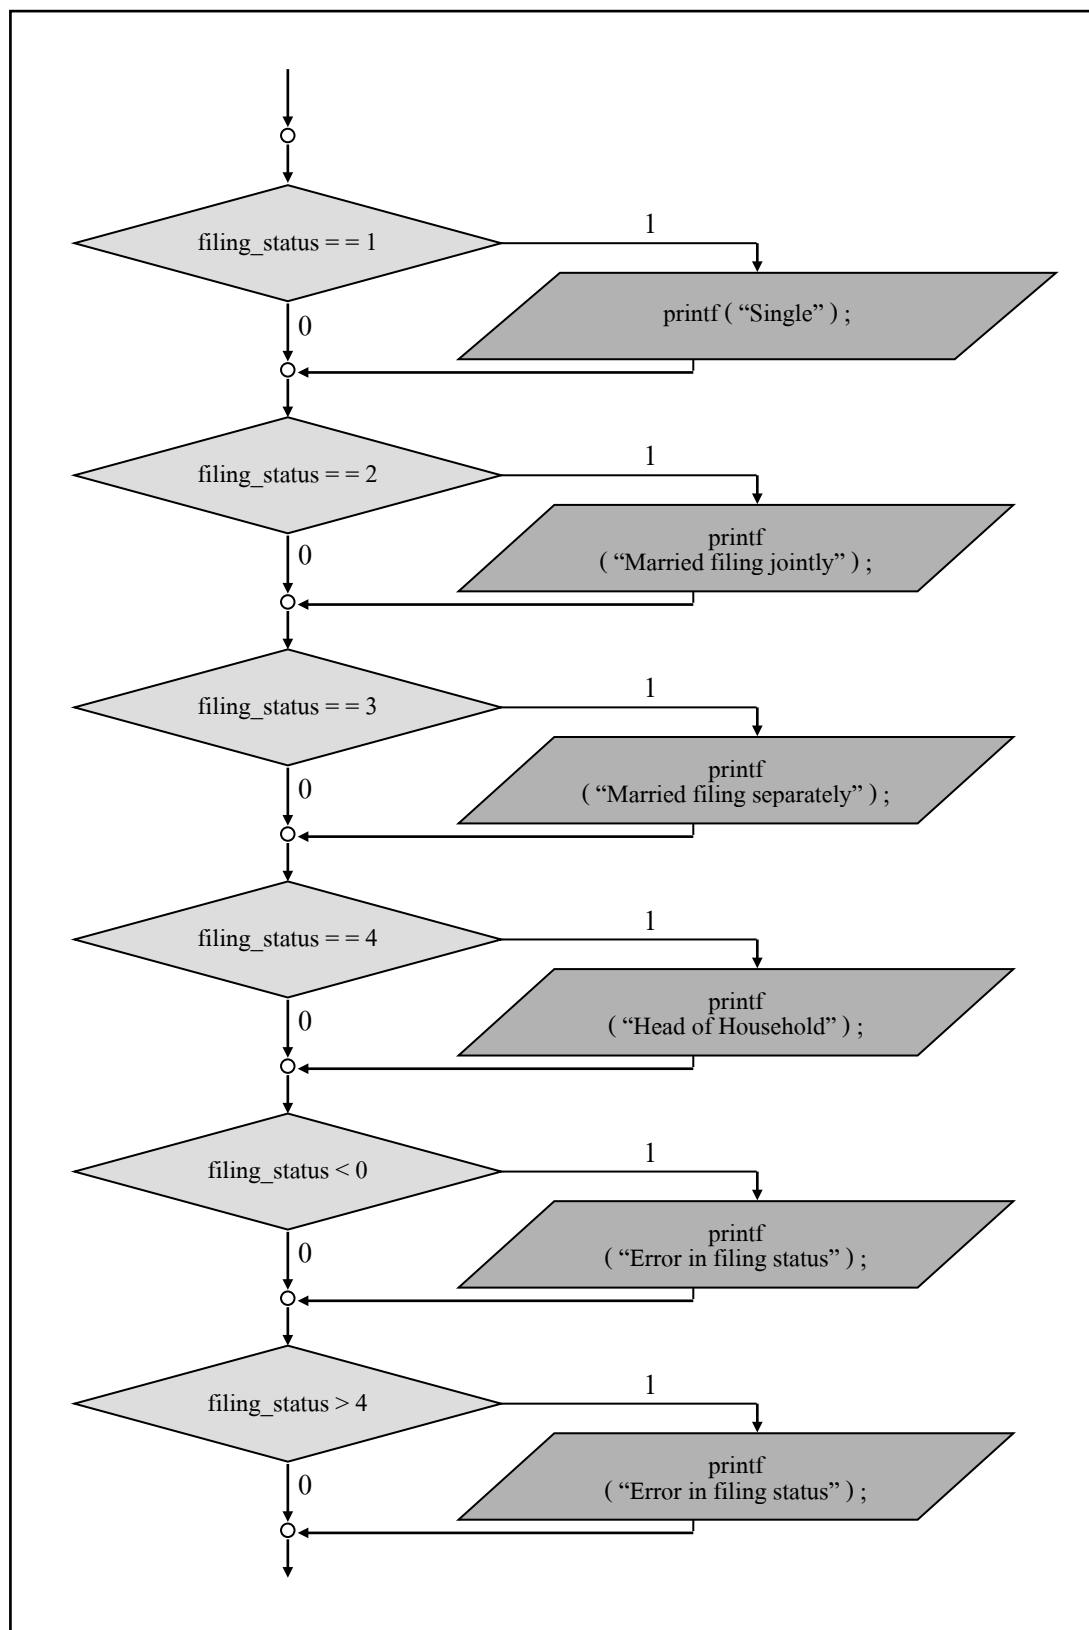 filing_status = = 1
1
printf ( “Single” ) ;
0
filing_status = = 2
1
printf
( “Married filing jointly” ) ;
0
filing_status = = 3
1
printf
( “Married filing separately” ) ;
0
filing_status = = 4
1
printf
( “Head of Household” ) ;
0
filing_status < 0
1
printf
( “Error in filing status” ) ;
0
filing_status > 4
1
printf
( “Error in filing status” ) ;
0